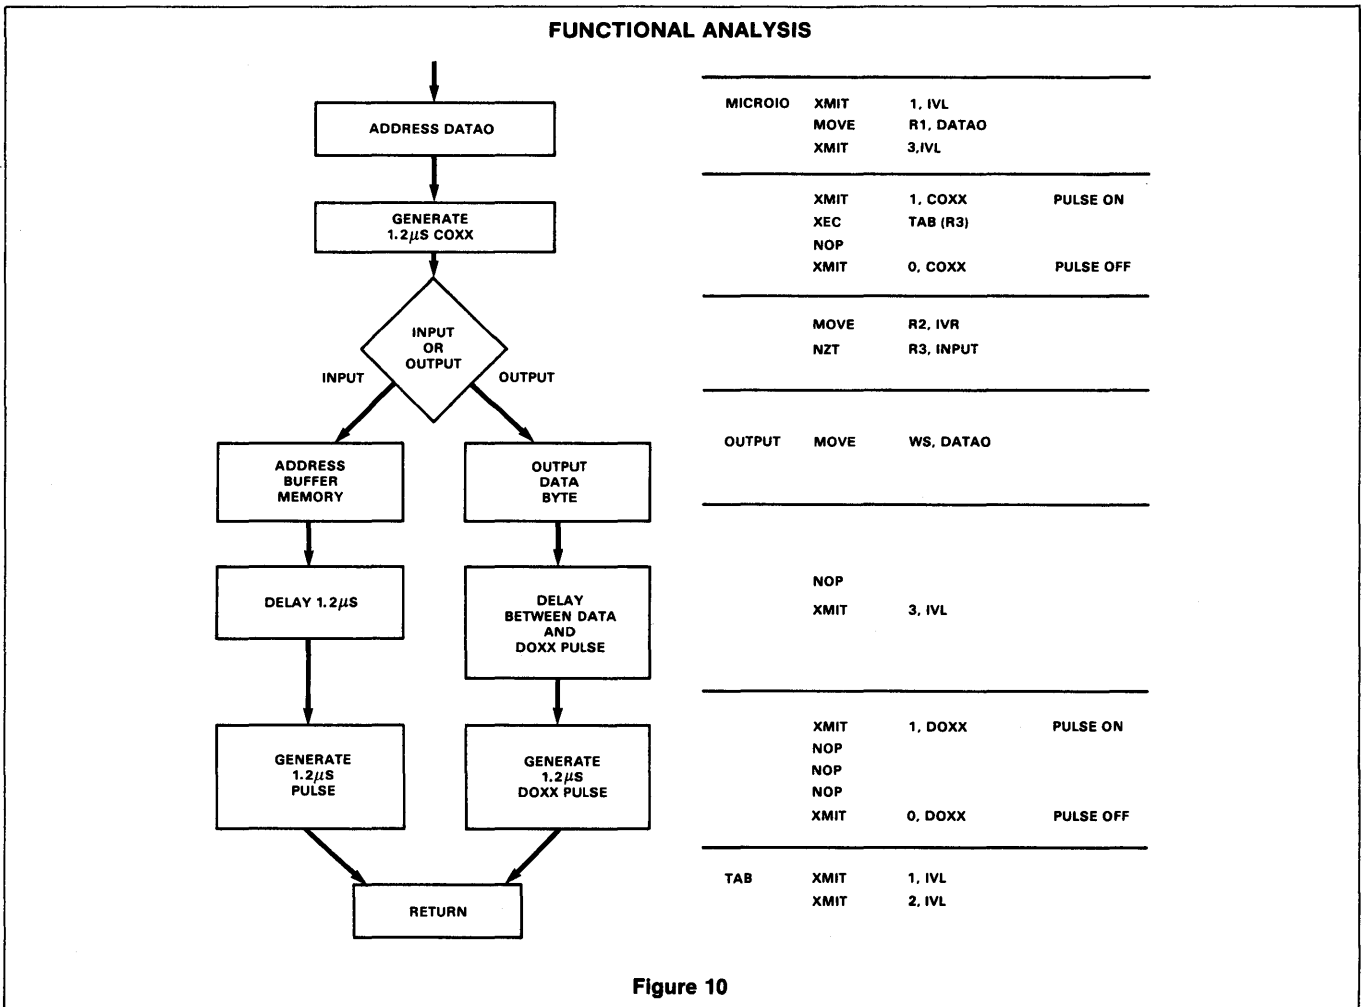 FUNCTIONAL ANALYSIS
ADDRESS DATAO
GENERATE
1.2μS COXX
INPUT
OR
OUTPUT
INPUT
OUTPUT
ADDRESS
BUFFER
MEMORY
OUTPUT
DATA
BYTE
DELAY 1.2μS
DELAY
BETWEEN DATA
AND
DOXX PULSE
GENERATE
1.2μS
PULSE
GENERATE
1.2μS
DOXX PULSE
RETURN
MICROIO XMIT 1, IVL
MOVE R1, DATAO
XMIT 3,IVL
XMIT 1, COXX PULSE ON
XEC TAB (R3)
NOP
XMIT 0, COXX PULSE OFF
MOVE R2, IVR
NZT R3, INPUT
OUTPUT MOVE WS, DATAO
NOP
XMIT 3, IVL
XMIT 1, DOXX PULSE ON
NOP
NOP
NOP
XMIT 0, DOXX PULSE OFF
TAB XMIT 1, IVL
XMIT 2, IVL
Figure 10